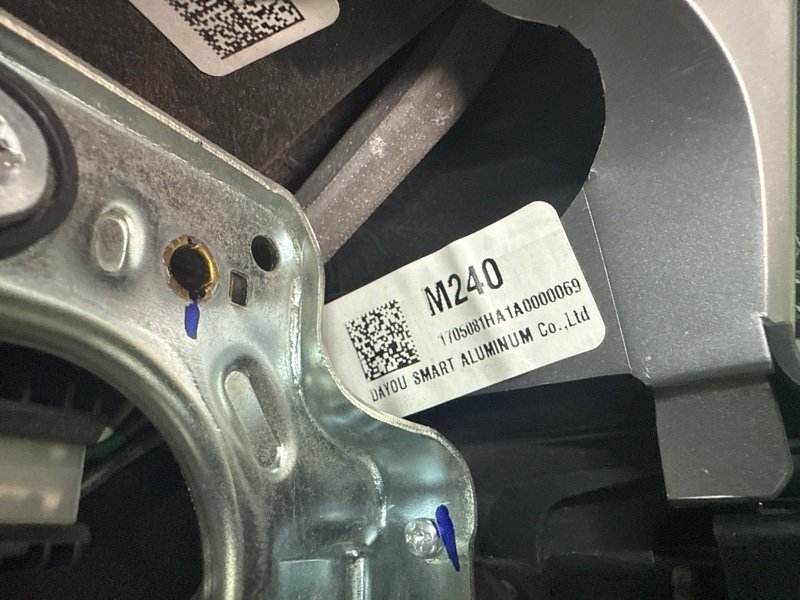 M240
1705081HA1A0000069
DAYOU SMART ALUMINUM Co.,Ltd